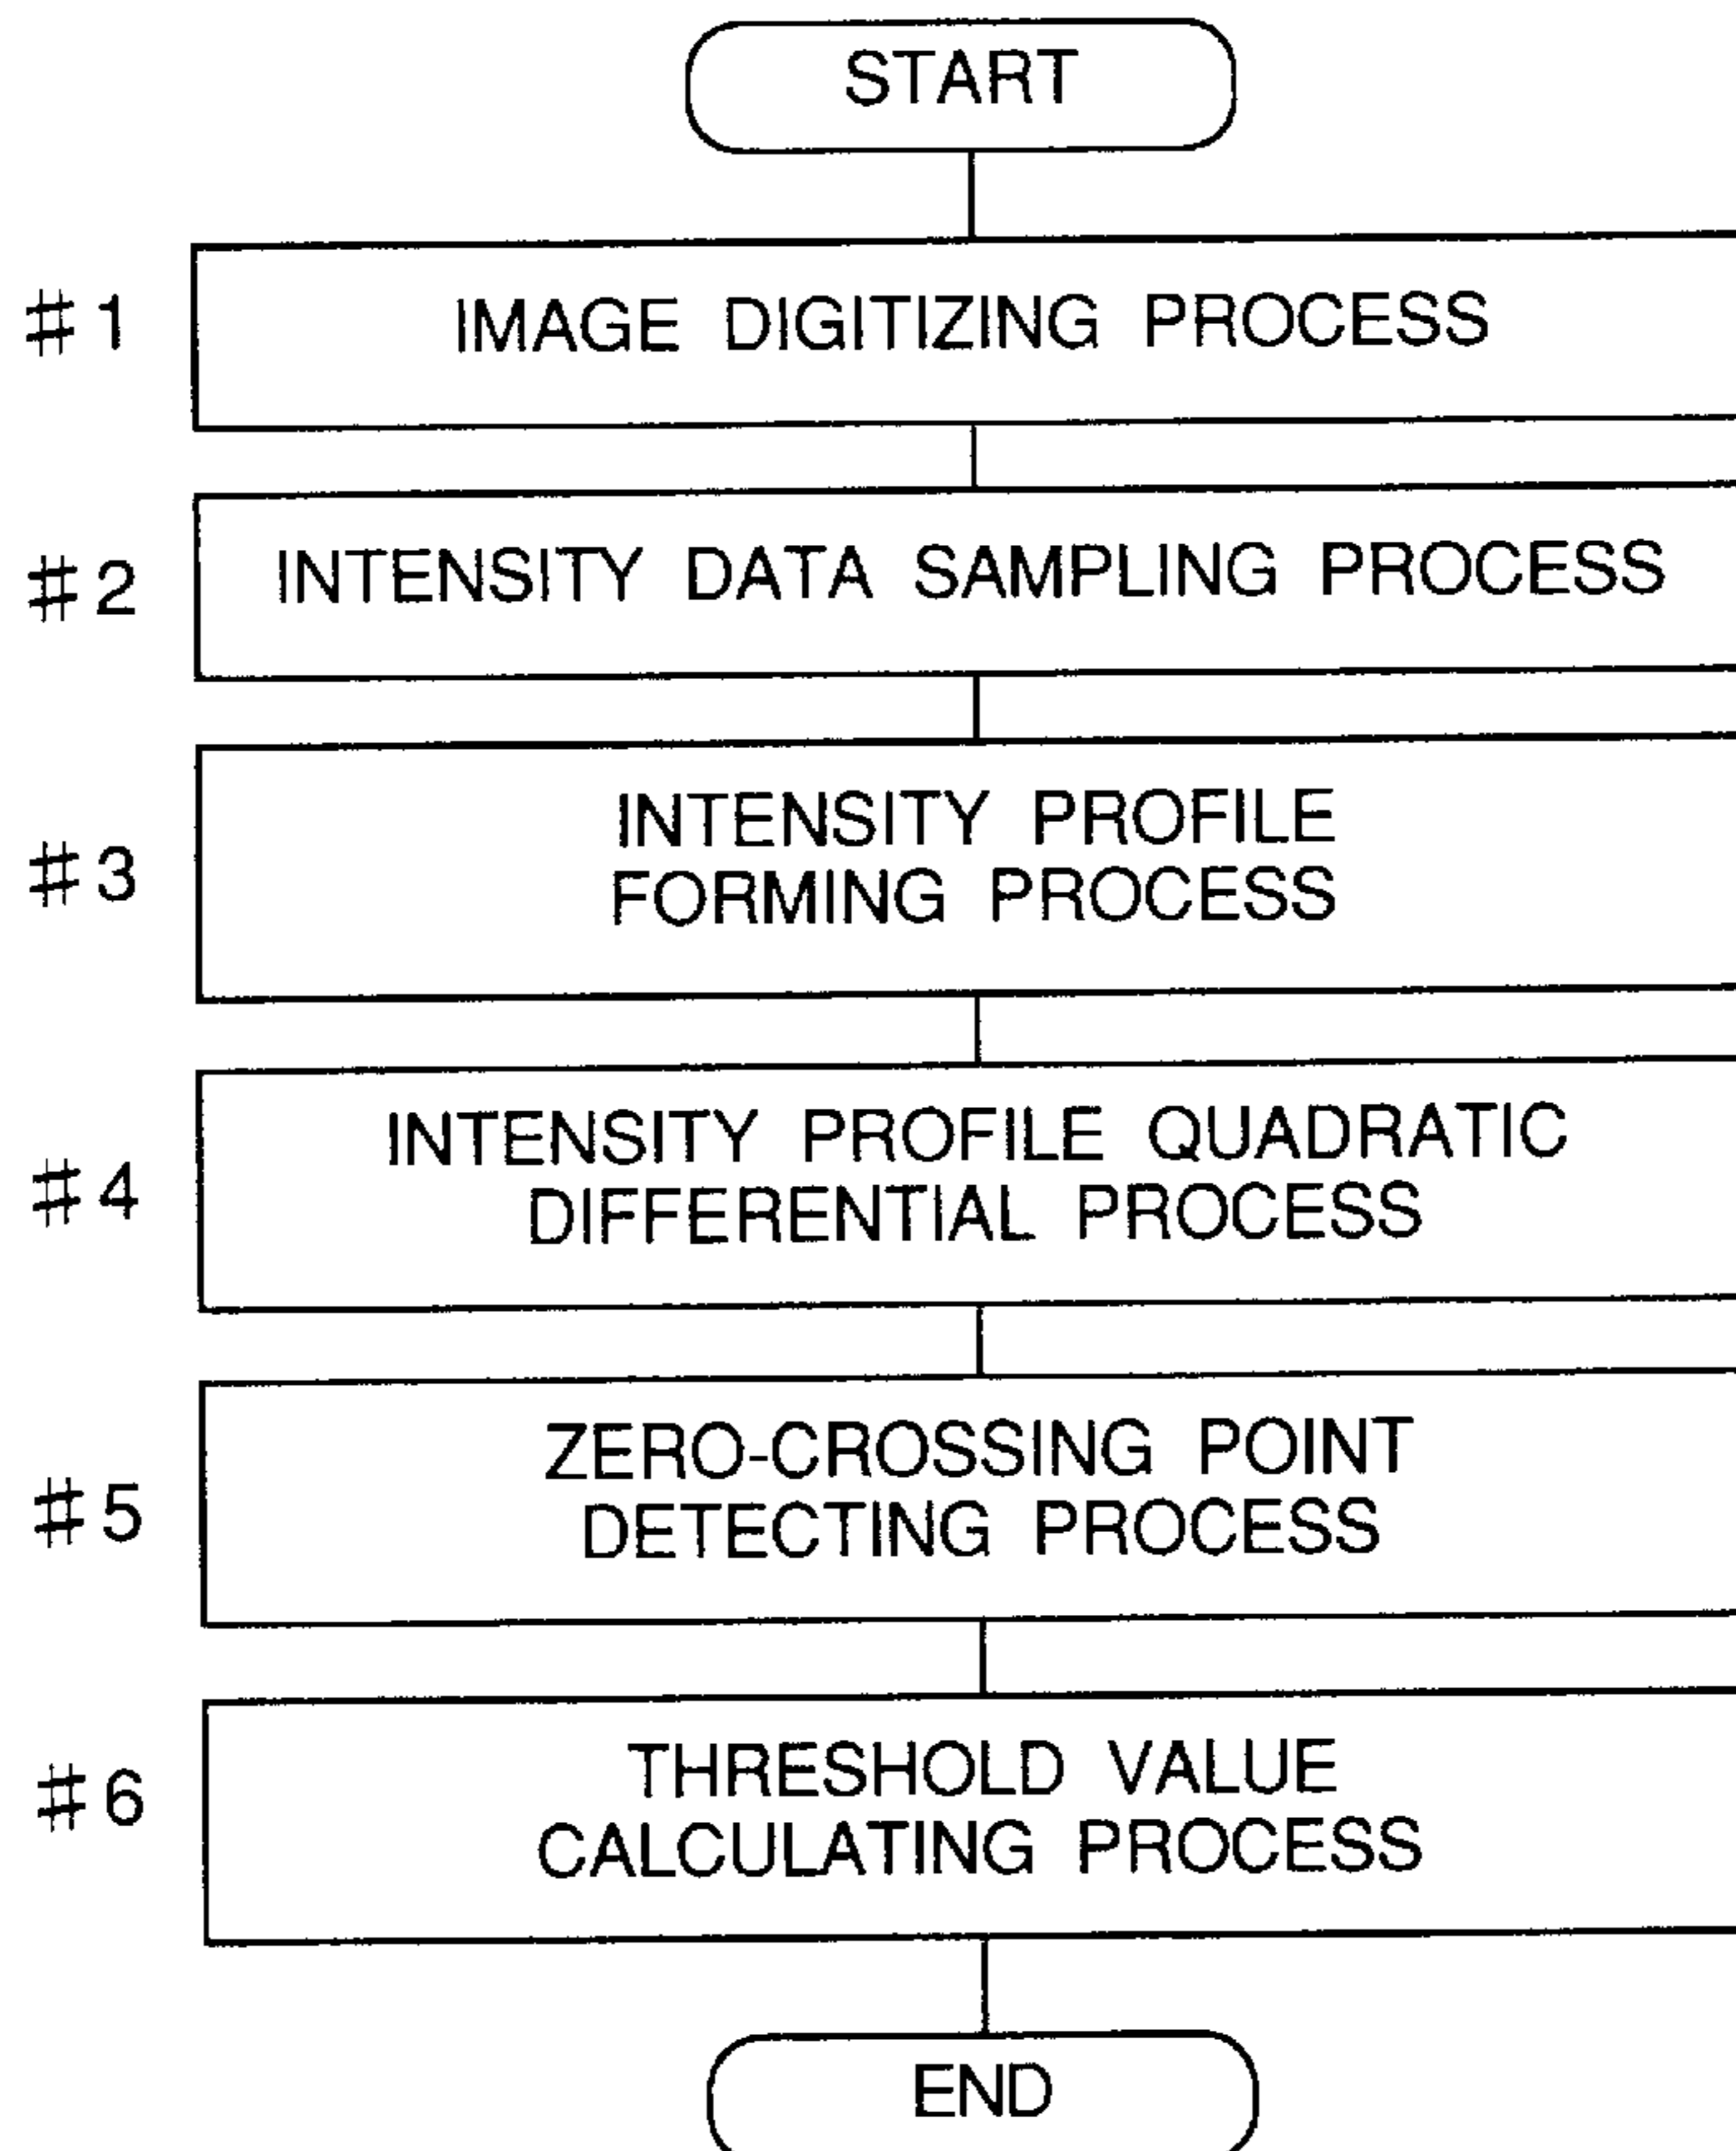 START
#1
IMAGE DIGITIZING PROCESS
#2
INTENSITY DATA SAMPLING PROCESS
#3
INTENSITY PROFILE
FORMING PROCESS
#4
INTENSITY PROFILE QUADRATIC
DIFFERENTIAL PROCESS
#5
ZERO-CROSSING POINT
DETECTING PROCESS
#6
THRESHOLD VALUE
CALCULATING PROCESS
END